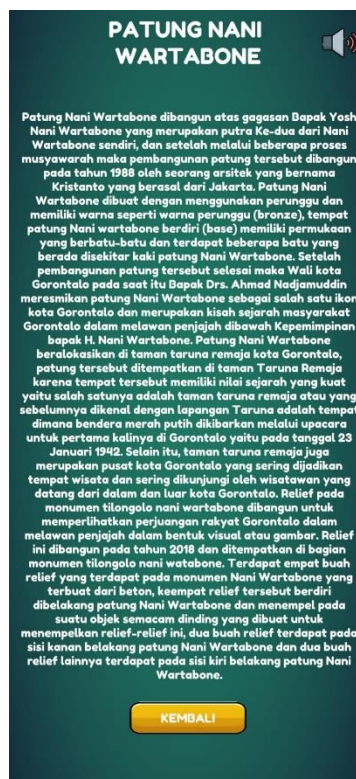 PATUNG NANI
WARTABONE
Patung Nani Wartabone dibangun atas gagasan Bapak Yosh
Nani Wartabone yang merupakan putra Ke-dua dari Nani
Wartabone sendiri, dan setelah melalui beberapa proses
musyawarah maka pembangunan patung tersebut dibangun
pada tahun 1988 oleh seorang arsitek yang bernama
Kristanto yang berasal dari Jakarta. Patung Nani
Wartabone dibuat dengan menggunakan perunggu dan
memiliki warna seperti warna perunggu (bronze), tempat
patung Nani wartabone berdiri (base) memiliki permukaan
yang berbatu-batu dan terdapat beberapa batu yang
berada disekitar kaki patung Nani Wartabone. Setelah
pembangunan patung tersebut selesai maka Wali kota
Gorontalo pada saat itu Bapak Drs. Ahmad Nadjamuddin
meresmikan patung Nani Wartabone sebagai salah satu ikon
kota Gorontalo dan merupakan kisah sejarah masyarakat
Gorontalo dalam melawan penjajah dibawah Kepemimpinan
bapak H. Nani Wartabone. Patung Nani Wartabone
beralokasikan di taman taruna remaja kota Gorontalo,
patung tersebut ditempatkan di taman Taruna Remaja
karena tempat tersebut memiliki nilai sejarah yang kuat
yaitu salah satunya adalah taman taruna remaja atau yang
sebelumnya dikenal dengan lapangan Taruna adalah tempat
dimana bendera merah putih dikibarkan melalui upacara
untuk pertama kalinya di Gorontalo yaitu pada tanggal 23
Januari 1942. Selain itu, taman taruna remaja juga
merupakan pusat kota Gorontalo yang sering dijadikan
tempat wisata dan sering dikunjungi oleh wisatawan yang
datang dari dalam dan luar kota Gorontalo. Relief pada
monumen tilongolo nani wartabone dibangun untuk
memperlihatkan perjuangan rakyat Gorontalo dalam
melawan penjajah dalam bentuk visual atau gambar. Relief
ini dibangun pada tahun 2018 dan ditempatkan di bagian
monumen tilongolo nani watabone. Terdapat empat buah
relief yang terdapat pada monumen Nani Wartabone yang
terbuat dari beton, keempat relief tersebut berdiri
dibelakang patung Nani Wartabone dan menempel pada
suatu objek semacam dinding yang dibuat untuk
menempelkan relief-relief ini, dua buah relief terdapat pada
sisi kanan belakang patung Nani Wartabone dan dua buah
relief lainnya terdapat pada sisi kiri belakang patung Nani
Wartabone.
KEMBALI